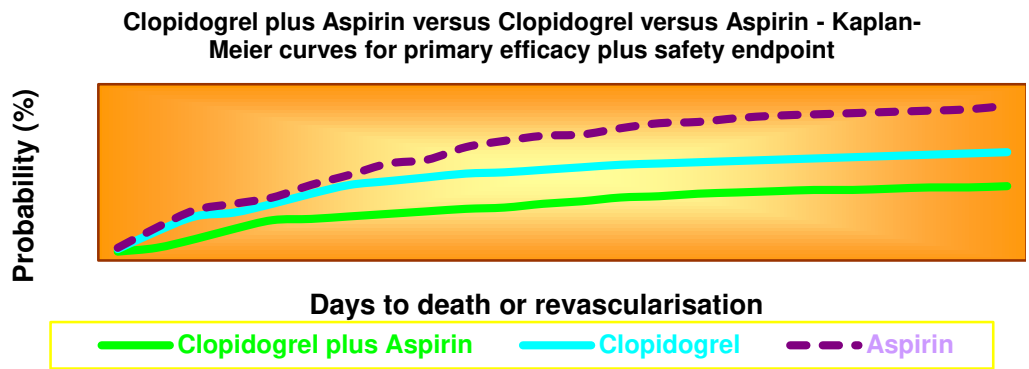 Clopidogrel plus Aspirin versus Clopidogrel versus Aspirin - Kaplan-
Meier curves for primary efficacy plus safety endpoint
Probability (%)
Days to death or revascularisation
Clopidogrel plus Aspirin Clopidogrel Aspirin